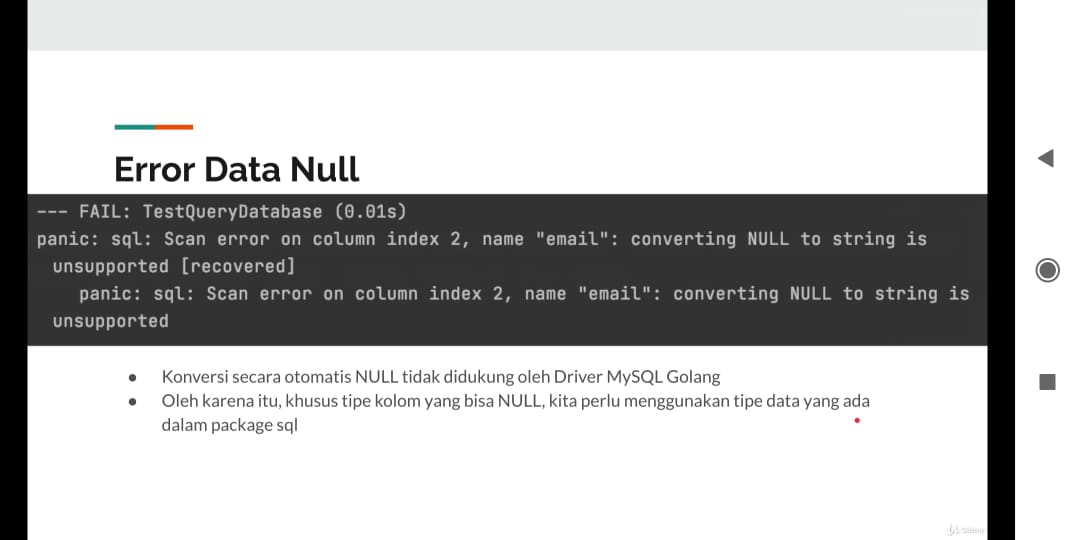 Error Data Null
--- FAIL: TestQueryDatabase (0.01s)
panic: sql: Scan error on column index 2, name "email": converting NULL to string is
unsupported [recovered]
panic: sql: Scan error on column index 2, name "email": converting NULL to string is
unsupported
● Konversi secara otomatis NULL tidak didukung oleh Driver MySQL Golang
● Oleh karena itu, khusus tipe kolom yang bisa NULL, kita perlu menggunakan tipe data yang ada
dalam package sql
Udemy